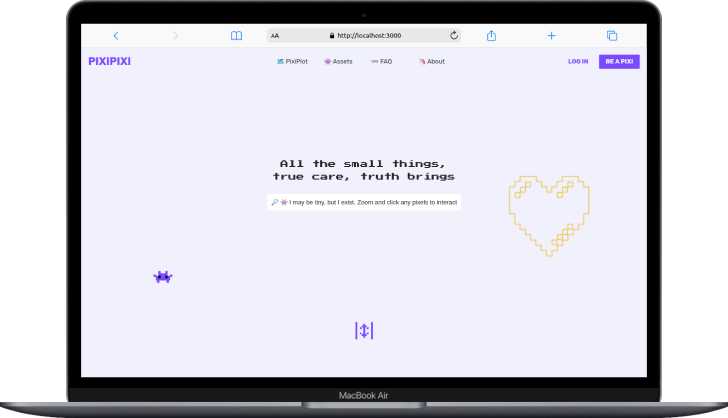 AA http://localhost:3000
PIXIPIXI PixiPlot Assets FAQ About LOG IN BE A PIXI
All the small things,
true care, truth brings
I may be tiny, but I exist. Zoom and click any pixels to interact
MacBook Air